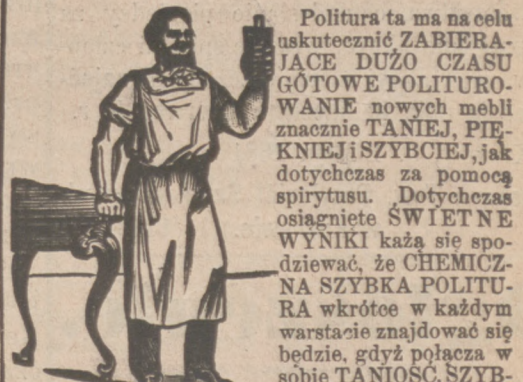 Politura ta ma na celu
uskutecznić ZABIERA-
JĄCE DUŻO CZASU
GOTOWE POLITURO-
WANIE nowych mebli
znacznie TANIEJ, PIĘ-
KNIEJ i SZYBCIEJ, jak
dotychczas za pomocą
spirytusu. Dotychczas
osiągnięte ŚWIETNE
WYNIKI każą się spo-
dziewać, że CHEMICZ-
NA SZYBKA POLITU-
RA wkrótce w każdym
warstacie znajdować się
będzie, gdyż połącza w
sobie TANIOŚĆ, SZYB-